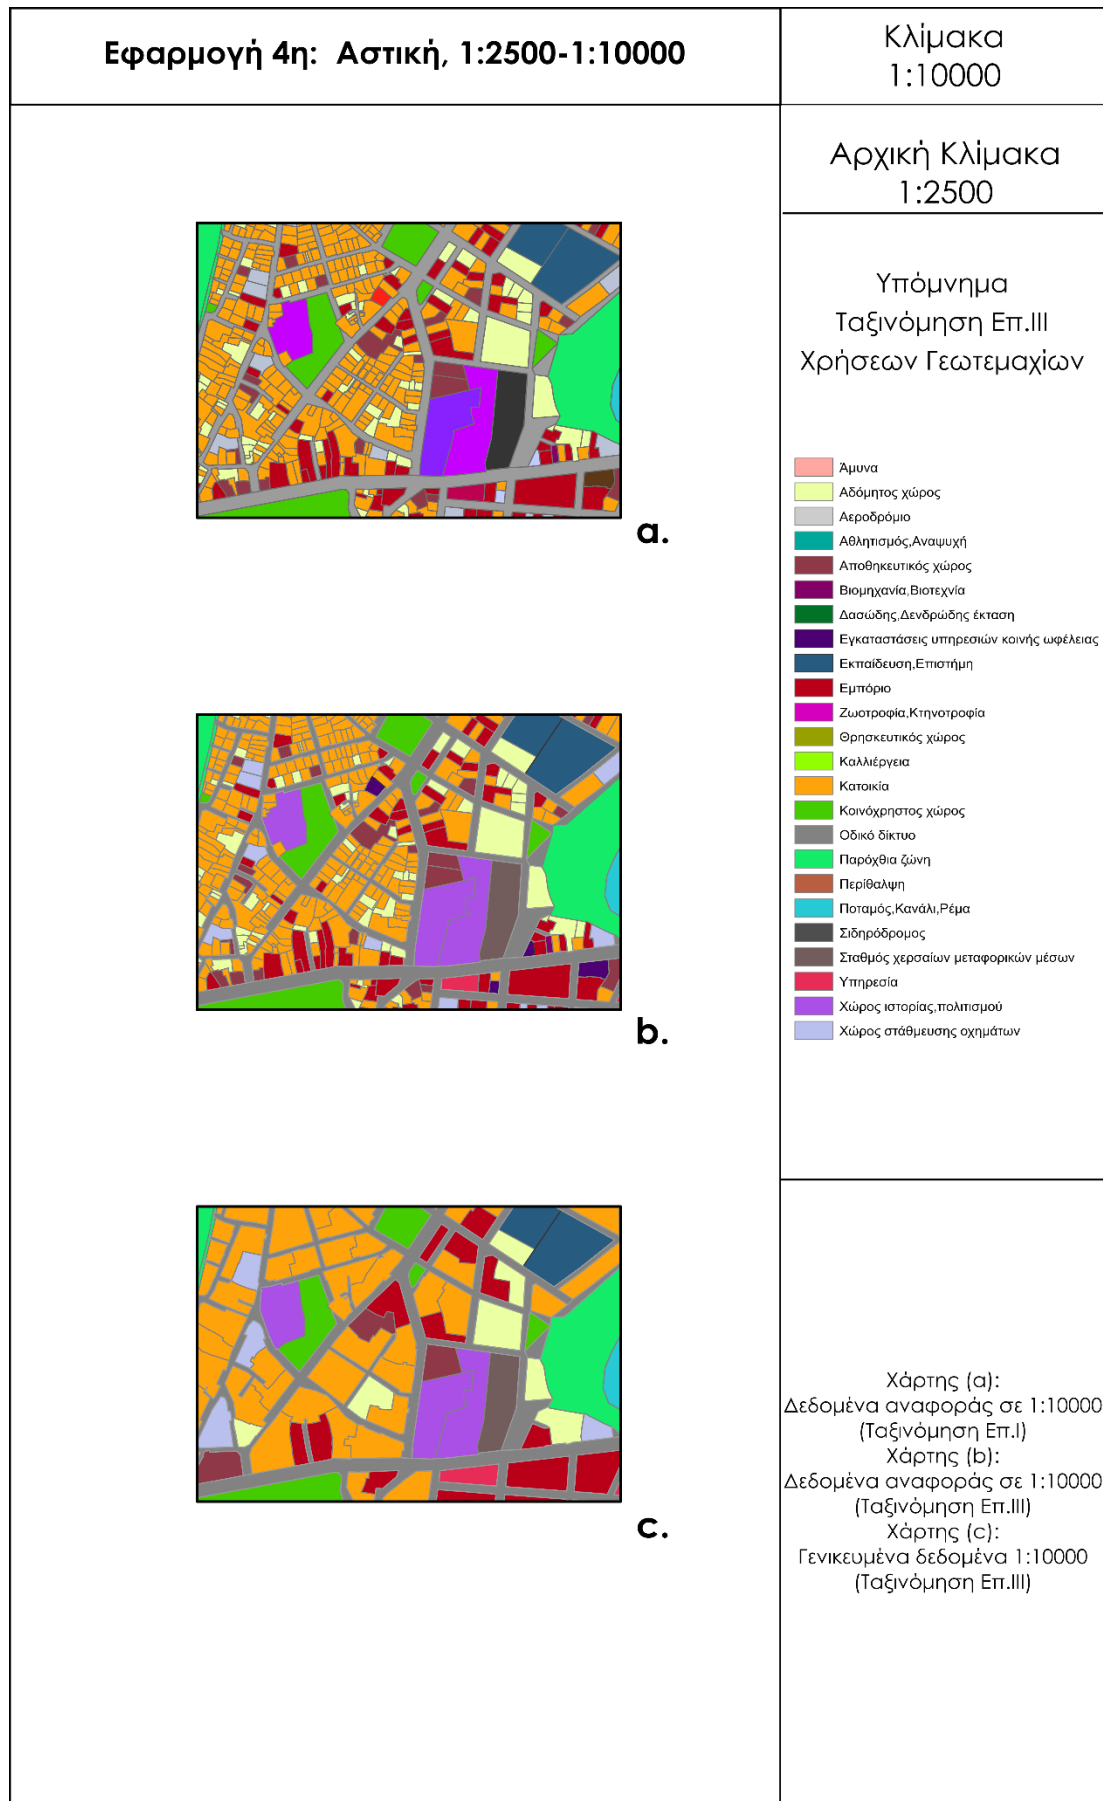 Εφαρμογή 4η: Αστική, 1:2500-1:10000
Κλίμακα
1:10000
Αρχική Κλίμακα
1:2500
Υπόμνημα
Ταξινόμηση Επ.III
Χρήσεων Γεωτεμαχίων
Άμυνα
Αδόμητος χώρος
Αεροδρόμιο
Αθλητισμός,Αναψυχή
Αποθηκευτικός χώρος
Βιομηχανία,Βιοτεχνία
Δασώδης,Δενδρώδης έκταση
Εγκαταστάσεις υπηρεσιών κοινής ωφέλειας
Εκπαίδευση,Επιστήμη
Εμπόριο
Ζωοτροφία,Κτηνοτροφία
Θρησκευτικός χώρος
Καλλιέργεια
Κατοικία
Κοινόχρηστος χώρος
Οδικό δίκτυο
Παρόχθια ζώνη
Περίθαλψη
Ποταμός,Κανάλι,Ρέμα
Σιδηρόδρομος
Σταθμός χερσαίων μεταφορικών μέσων
Υπηρεσία
Χώρος ιστορίας,πολιτισμού
Χώρος στάθμευσης οχημάτων
a.
b.
c.
Χάρτης (a):
Δεδομένα αναφοράς σε 1:10000
(Ταξινόμηση Επ.I)
Χάρτης (b):
Δεδομένα αναφοράς σε 1:10000
(Ταξινόμηση Επ.III)
Χάρτης (c):
Γενικευμένα δεδομένα 1:10000
(Ταξινόμηση Επ.III)